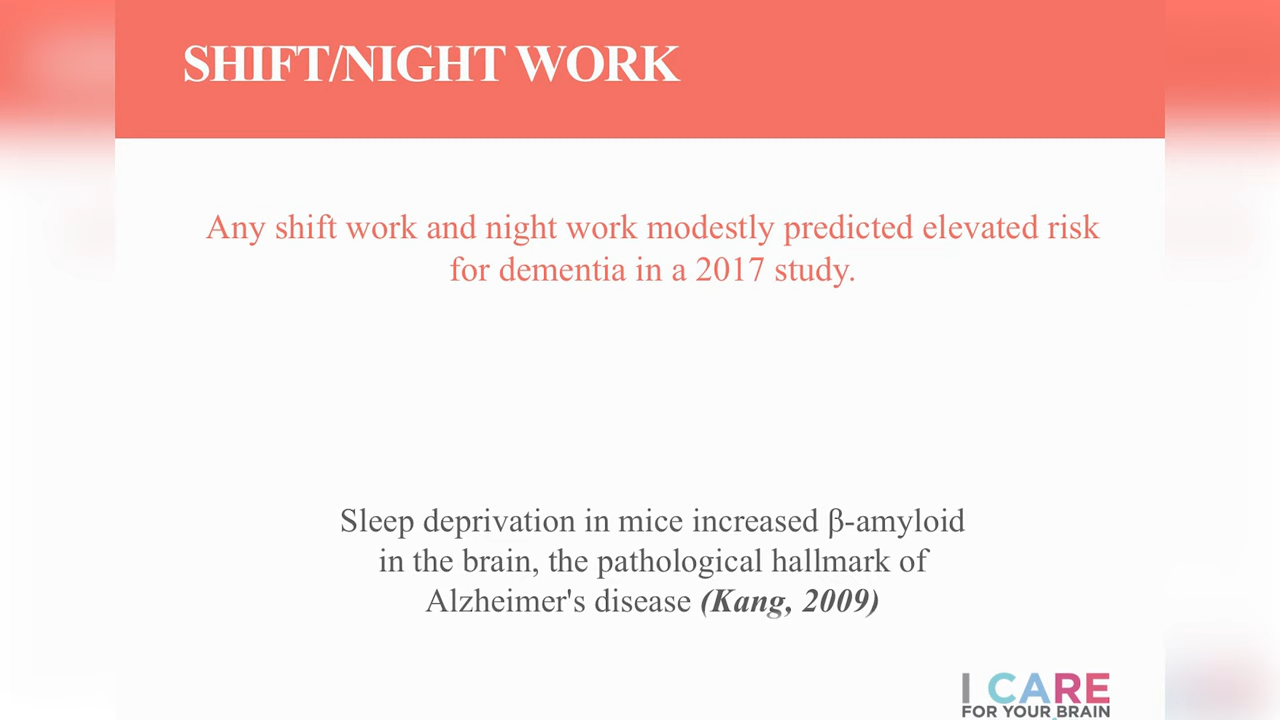 SHIFT/NIGHT WORK
Any shift work and night work modestly predicted elevated risk
for dementia in a 2017 study.
Sleep deprivation in mice increased β-amyloid
in the brain, the pathological hallmark of
Alzheimer's disease (Kang, 2009)
I CARE
FOR YOUR BRAIN